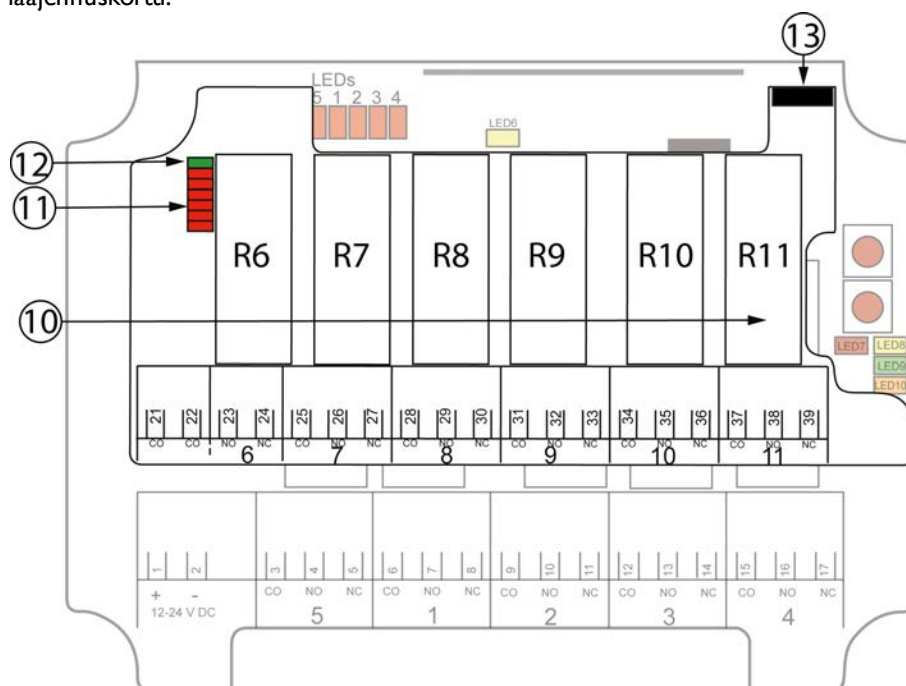 laajennuskortti.
13
LEDs
5 1 2 3 4
LED6
12
11
R6 R7 R8 R9 R10 R11
10
LED7 LED8
LED9
LED10
21 22 23 24 25 26 27 28 29 30 31 32 33 34 35 36 37 38 39
CO CO NO NC CO NO NC CO NO NC CO NO NC CO NO NC CO NO NC
6 7 8 9 10 11
1 2 3 4 5 6 7 8 9 10 11 12 13 14 15 16 17
+ - CO NO NC CO NO NC CO NO NC CO NO NC CO NO NC
12-24 V DC
5 1 2 3 4